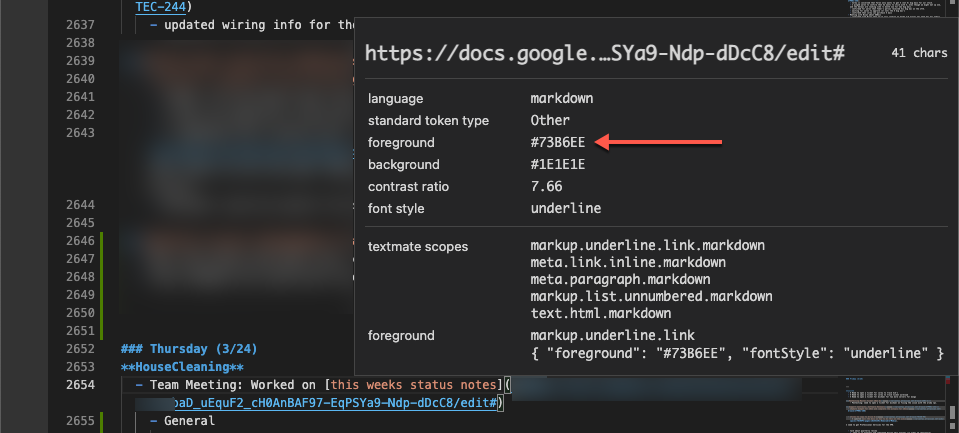 TEC-244)
2637 - updated wiring info for the
2638
2639
2640
2641
2642
2643
2644
2645
2646
2647
2648
2649
2650
2651
2652 ### Thursday (3/24)
2653 **HouseCleaning**
2654 - Team Meeting: Worked on [this weeks status notes](
baD_uEquF2_cH0AnBAF97-EqPSYa9-Ndp-dDcC8/edit#)
2655 - General
https://docs.google.…SYa9-Ndp-dDcC8/edit# 41 chars
language markdown
standard token type Other
foreground #73B6EE
background #1E1E1E
contrast ratio 7.66
font style underline
textmate scopes markup.underline.link.markdown
meta.link.inline.markdown
meta.paragraph.markdown
markup.list.unnumbered.markdown
text.html.markdown
foreground markup.underline.link
{ "foreground": "#73B6EE", "fontStyle": "underline" }